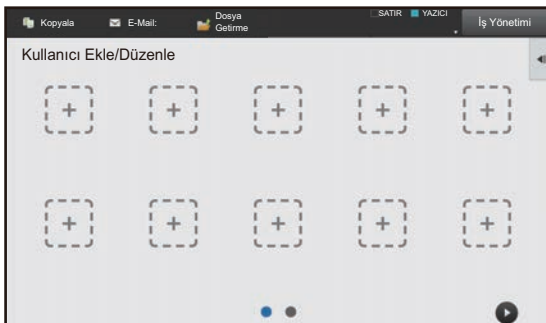 Kopyala
E-Mail:
Dosya
Getirme
SATIR
YAZICI
İş Yönetimi
Kullanıcı Ekle/Düzenle